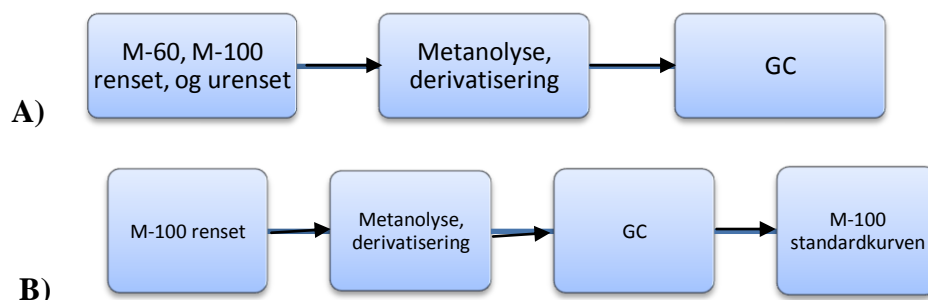 M-60, M-100
renset, og urenset
Metanolyse,
derivatisering
GC
A)
M-100 renset
Metanolyse,
derivatisering
GC
M-100
standardkurven
B)